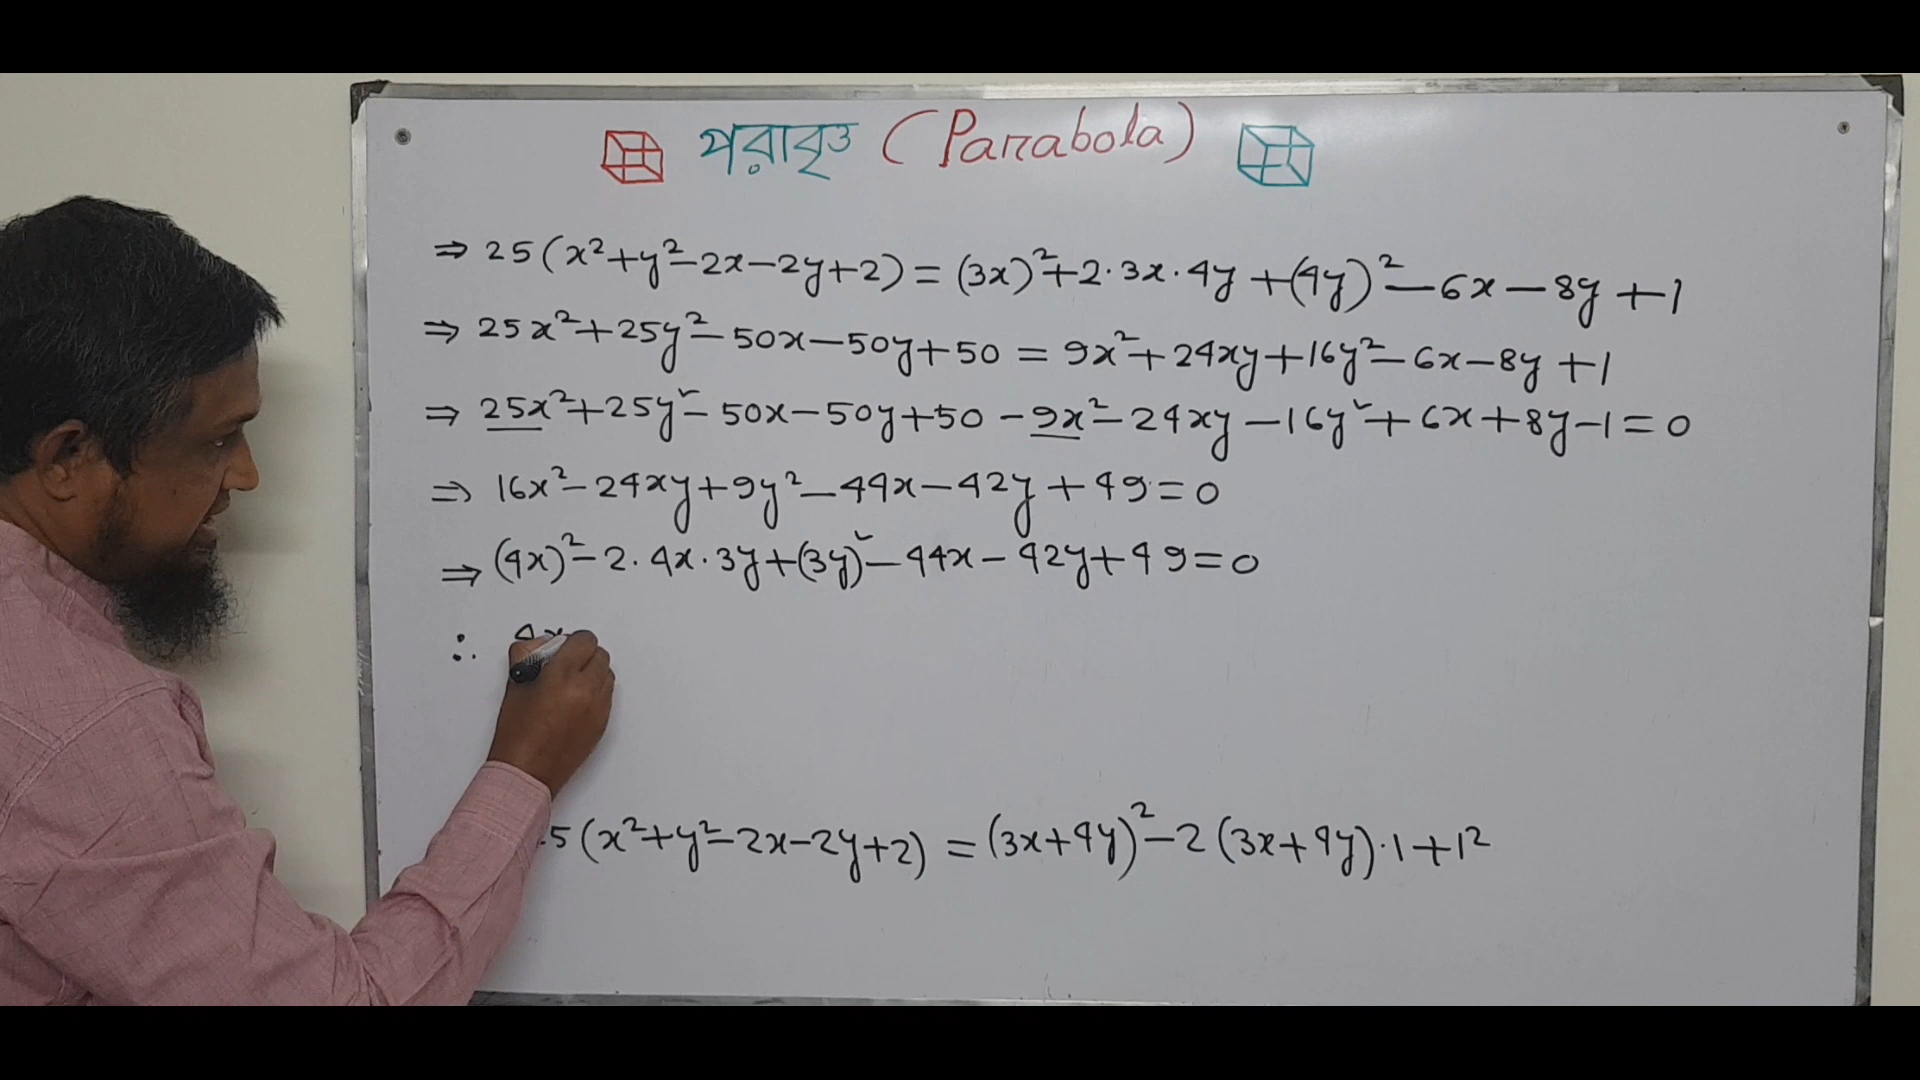 পরাবৃত্ত (Parabola)
⇒ 25(x²+y²-2x-2y+2) = (3x)²+2·3x·4y+(4y)²-6x-8y+1
⇒ 25x²+25y²-50x-50y+50 = 9x²+24xy+16y²-6x-8y+1
⇒ 25x²+25y²-50x-50y+50-9x²-24xy-16y²+6x+8y-1=0
⇒ 16x²-24xy+9y²-44x-42y+49=0
⇒ (4x)²-2·4x·3y+(3y)²-44x-42y+49=0
∴ 4x
5(x²+y²-2x-2y+2) = (3x+4y)²-2(3x+4y)·1+1²